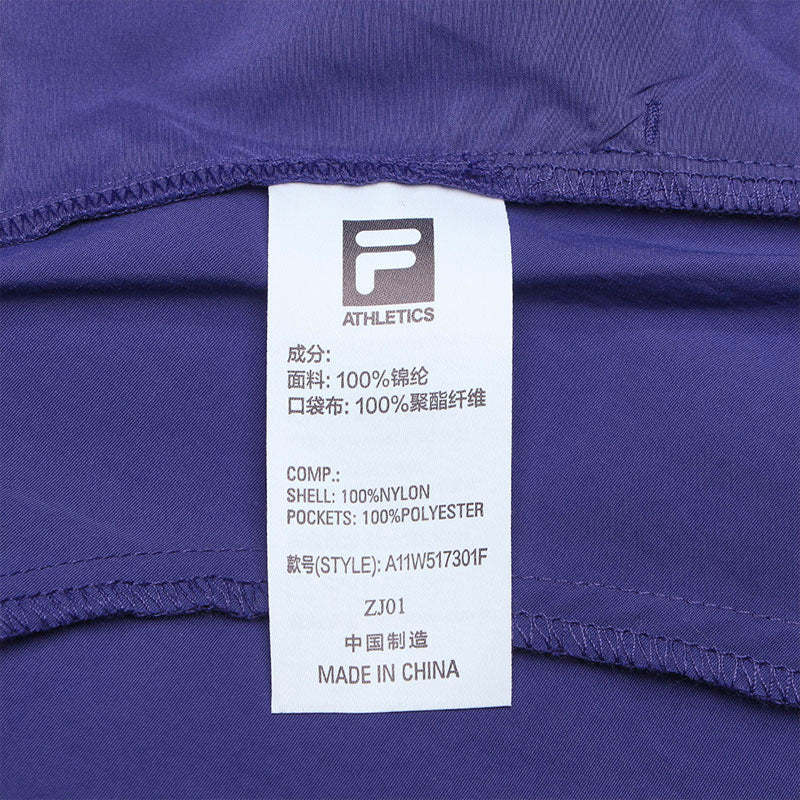 F
ATHLETICS
成分:
面料: 100%锦纶
口袋布: 100%聚酯纤维
COMP.:
SHELL: 100%NYLON
POCKETS: 100%POLYESTER
款号(STYLE): A11W517301F
ZJ01
中国制造
MADE IN CHINA